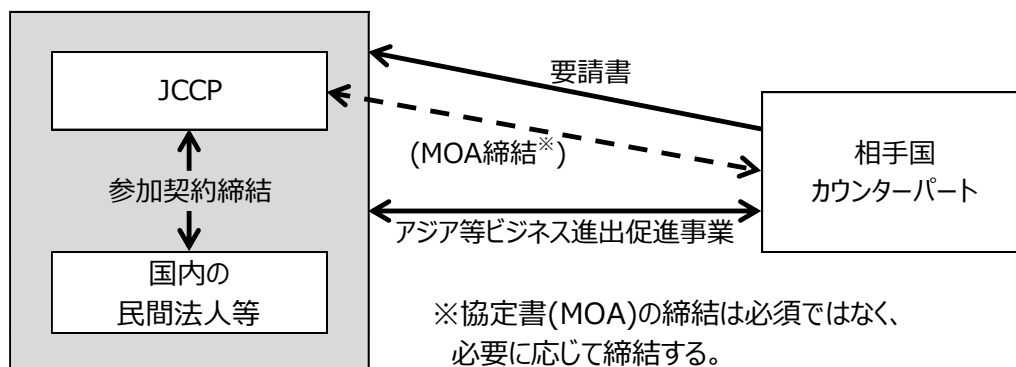 JCCP
参加契約締結
国内の
民間法人等
要請書
(MOA締結※)
アジア等ビジネス進出促進事業
相手国
カウンターパート
※協定書(MOA)の締結は必須ではなく、
必要に応じて締結する。